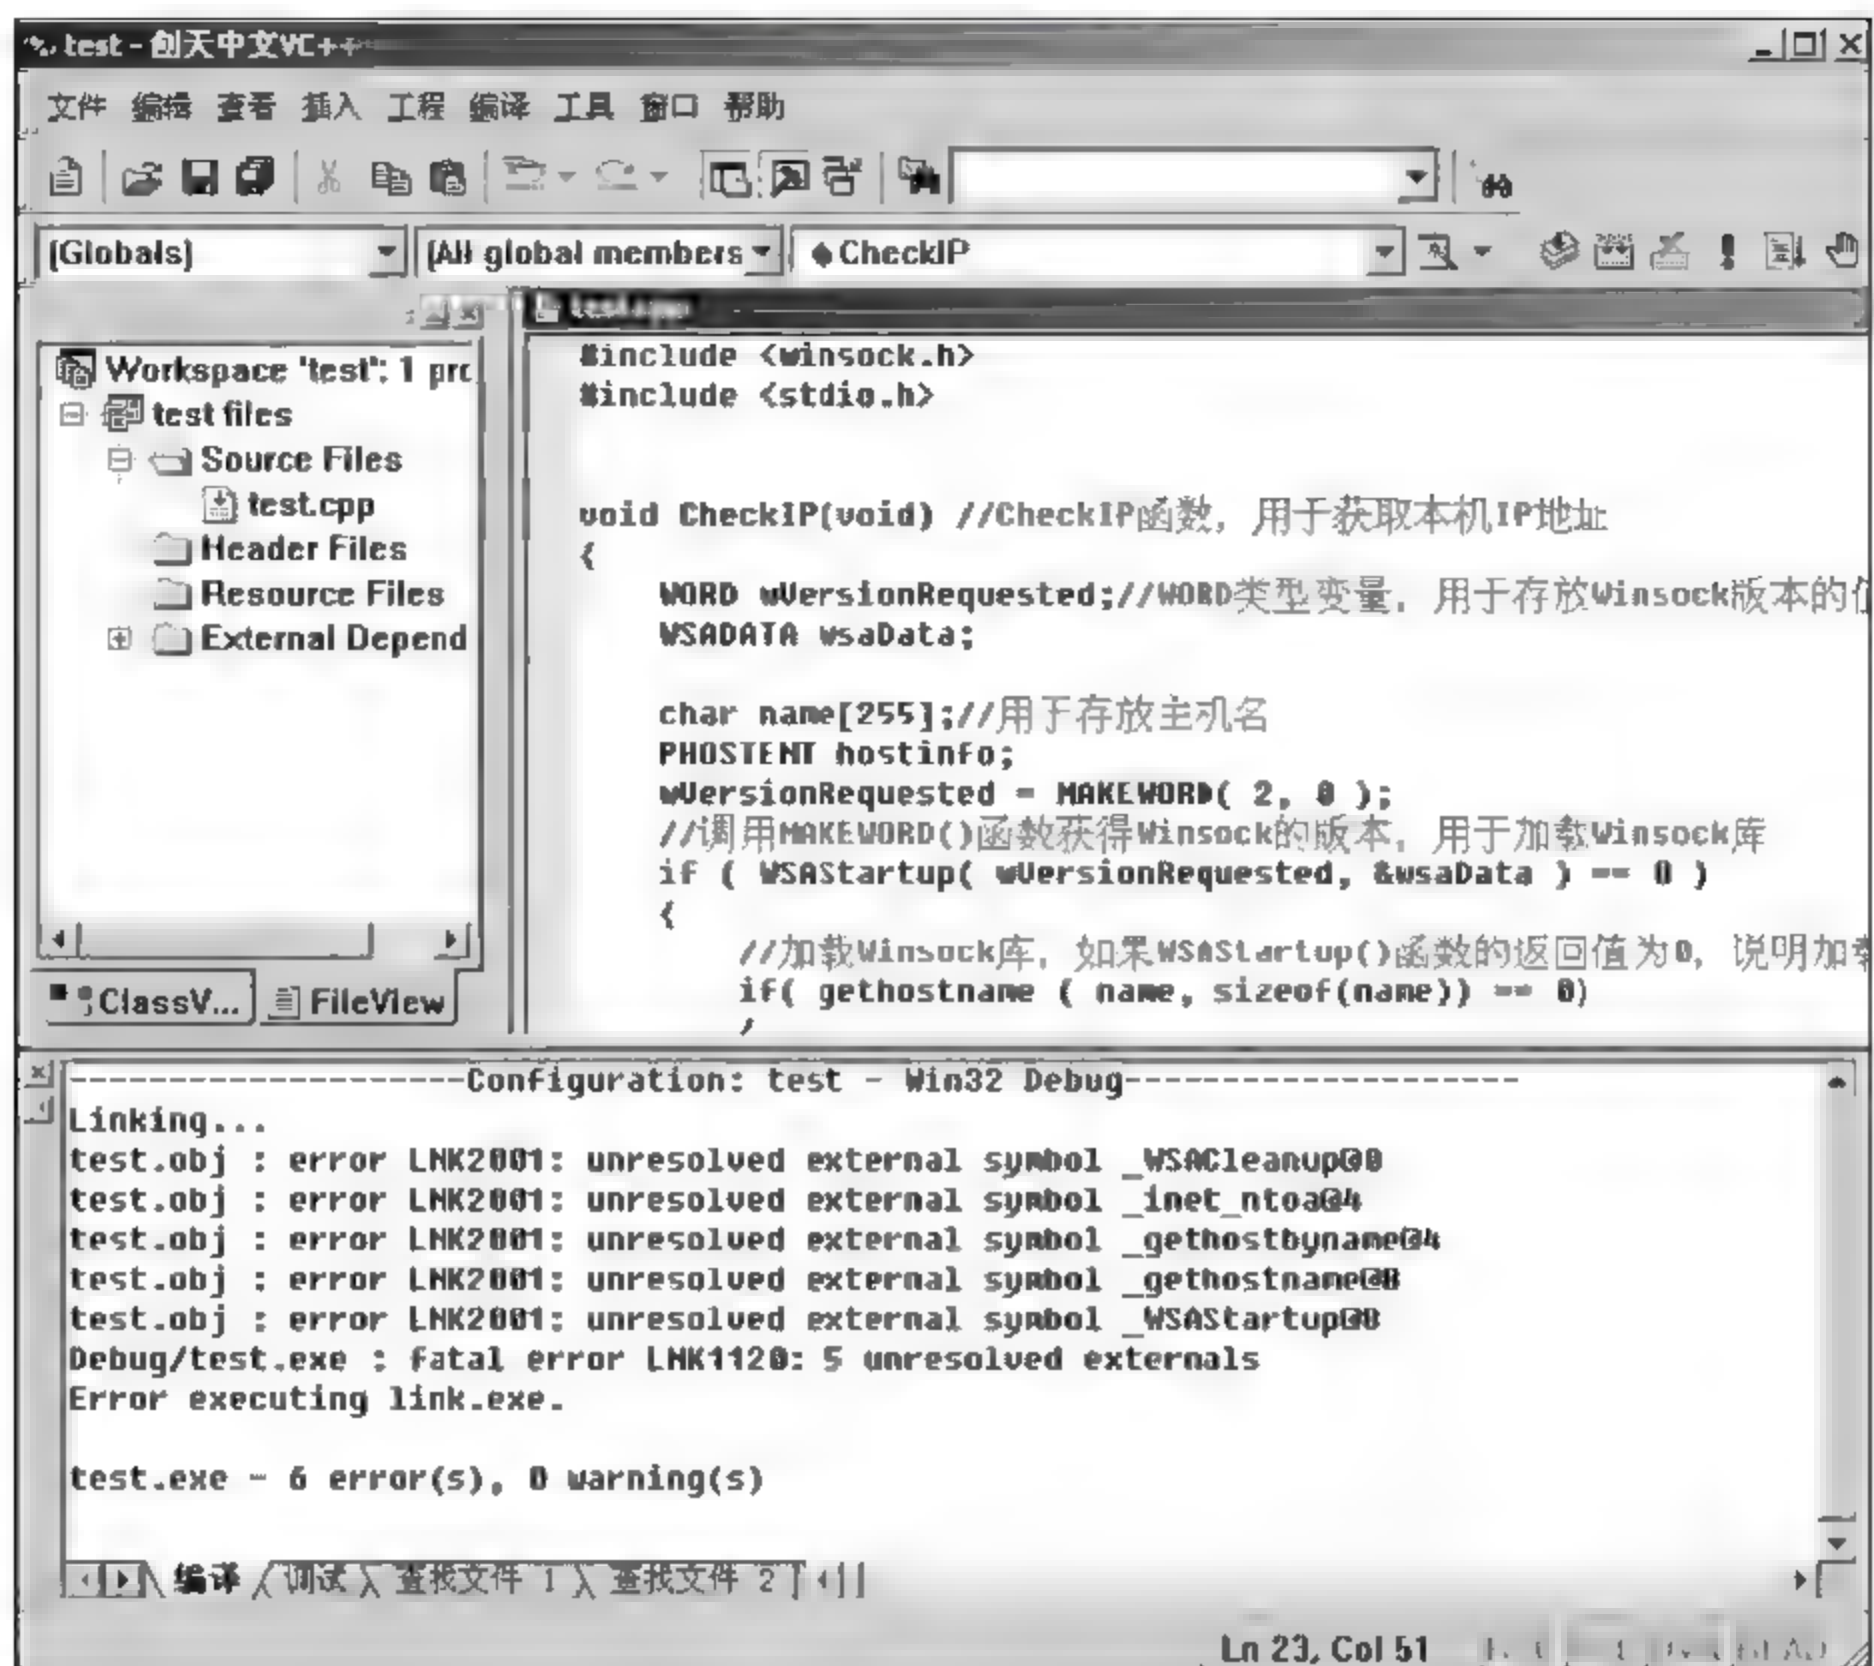 test - 创天中文VC++
文件 编辑 查看 插入 工程 编译 工具 窗口 帮助
(Globals) (All global members CheckIP
Workspace 'test': 1 prc
test files
Source Files
test.cpp
Header Files
Resource Files
External Depend
ClassV... FileView
test.cpp
#include <winsock.h>
#include <stdio.h>
void CheckIP(void) //CheckIP函数，用于获取本机IP地址
{
WORD wVersionRequested;//WORD类型变量，用于存放Winsock版本的
WSADATA wsaData;
char name[255];//用于存放主机名
PHOSTENT hostinfo;
wVersionRequested = MAKEWORD( 2, 0 );
//调用MAKEWORD()函数获得Winsock的版本，用于加载Winsock库
if ( WSAStartup( wVersionRequested, &wsaData ) == 0 )
{
//加载Winsock库，如果WSAStartup()函数的返回值为0，说明加
if( gethostname ( name, sizeof(name)) == 0)
--------------------Configuration: test - Win32 Debug--------------------
Linking...
test.obj : error LNK2001: unresolved external symbol _WSACleanup@0
test.obj : error LNK2001: unresolved external symbol _inet_ntoa@4
test.obj : error LNK2001: unresolved external symbol _gethostbyname@4
test.obj : error LNK2001: unresolved external symbol _gethostname@8
test.obj : error LNK2001: unresolved external symbol _WSAStartup@8
Debug/test.exe : fatal error LNK1120: 5 unresolved externals
Error executing link.exe.
test.exe - 6 error(s), 0 warning(s)
编译 调试 查找文件 1 查找文件 2
Ln 23, Col 51